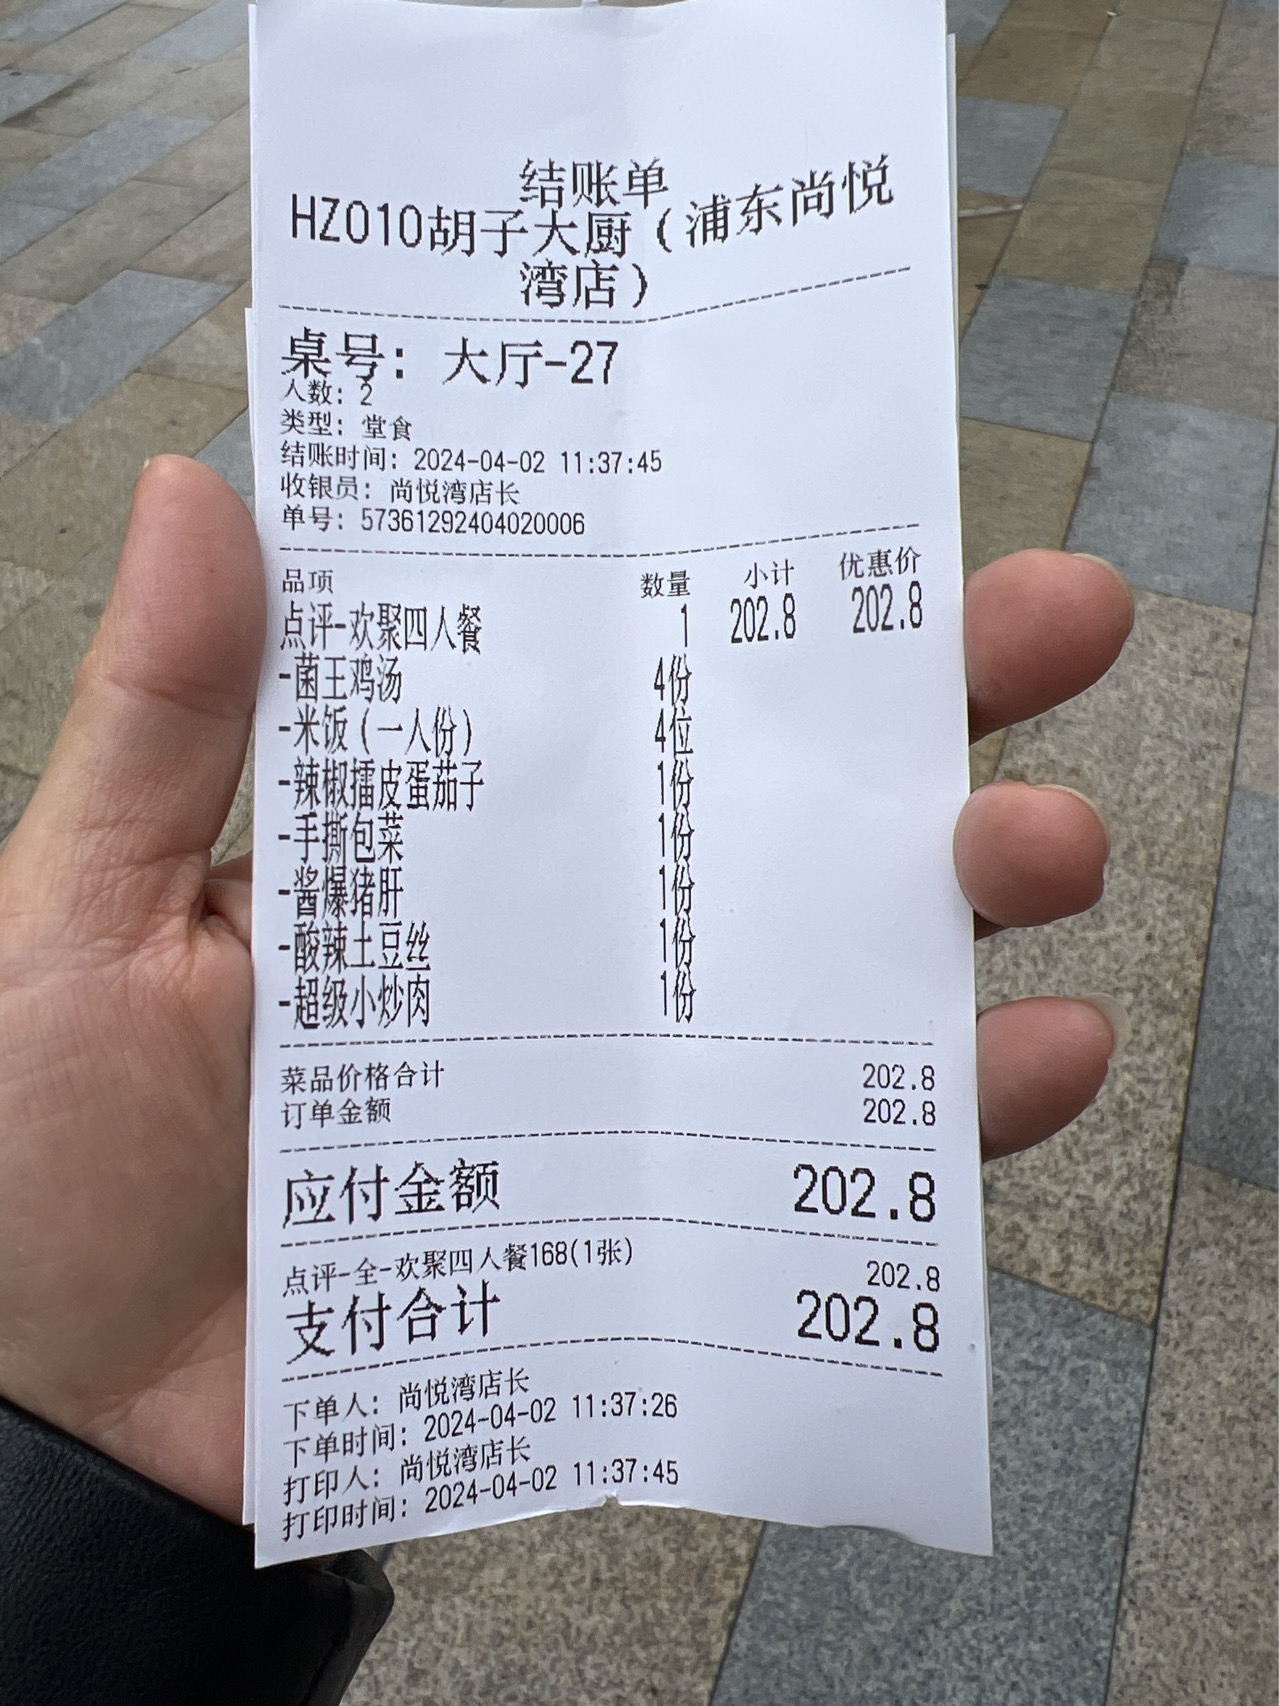 结账单
HZ010胡子大厨(浦东尚悦
湾店)
桌号: 大厅-27
人数: 2
类型: 堂食
结账时间: 2024-04-02 11:37:45
收银员: 尚悦湾店长
单号: 57361292404020006
品项 数量 小计 优惠价
点评-欢聚四人餐 1 202.8 202.8
-菌王鸡汤 4份
-米饭(一人份) 4位
-辣椒擂皮蛋茄子 1份
-手撕包菜 1份
-酱爆猪肝 1份
-酸辣土豆丝 1份
-超级小炒肉 1份
菜品价格合计 202.8
订单金额 202.8
应付金额 202.8
点评-全-欢聚四人餐168(1张) 202.8
支付合计 202.8
下单人: 尚悦湾店长
下单时间: 2024-04-02 11:37:26
打印人: 尚悦湾店长
打印时间: 2024-04-02 11:37:45